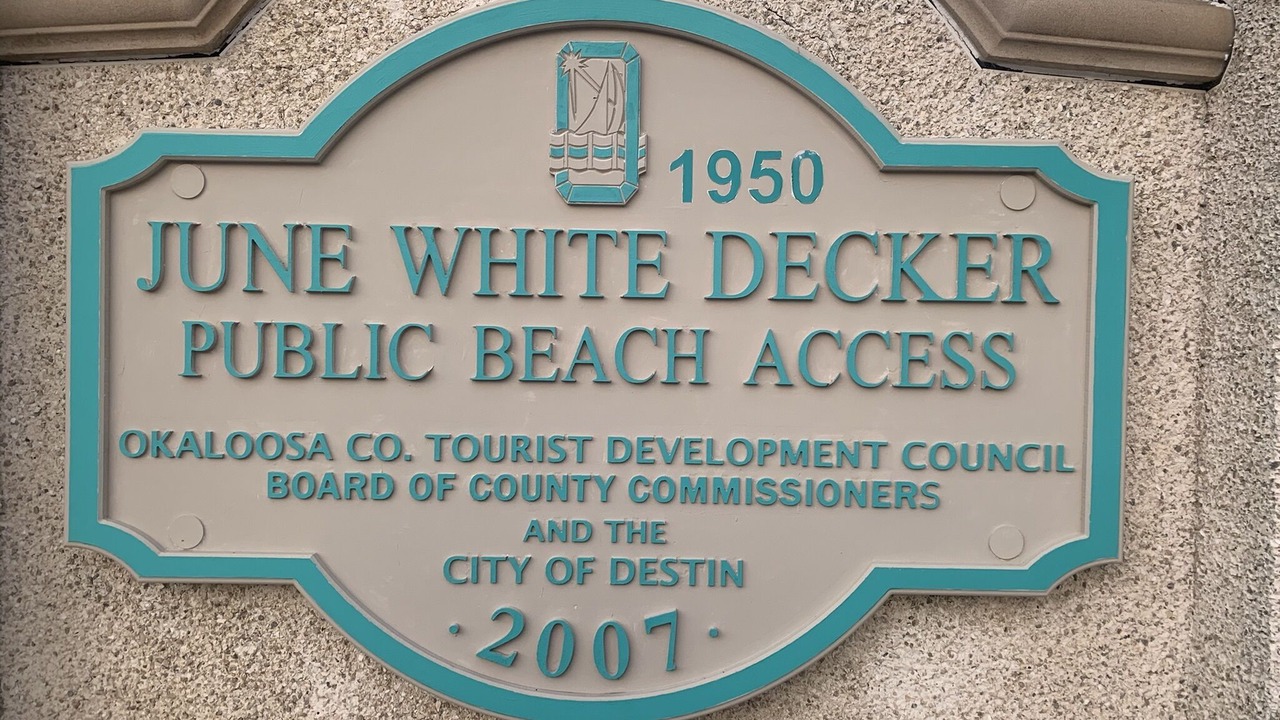 1950
JUNE WHITE DECKER
PUBLIC BEACH ACCESS
OKALOOSA CO. TOURIST DEVELOPMENT COUNCIL
BOARD OF COUNTY COMMISSIONERS
AND THE
CITY OF DESTIN
· 2007 ·